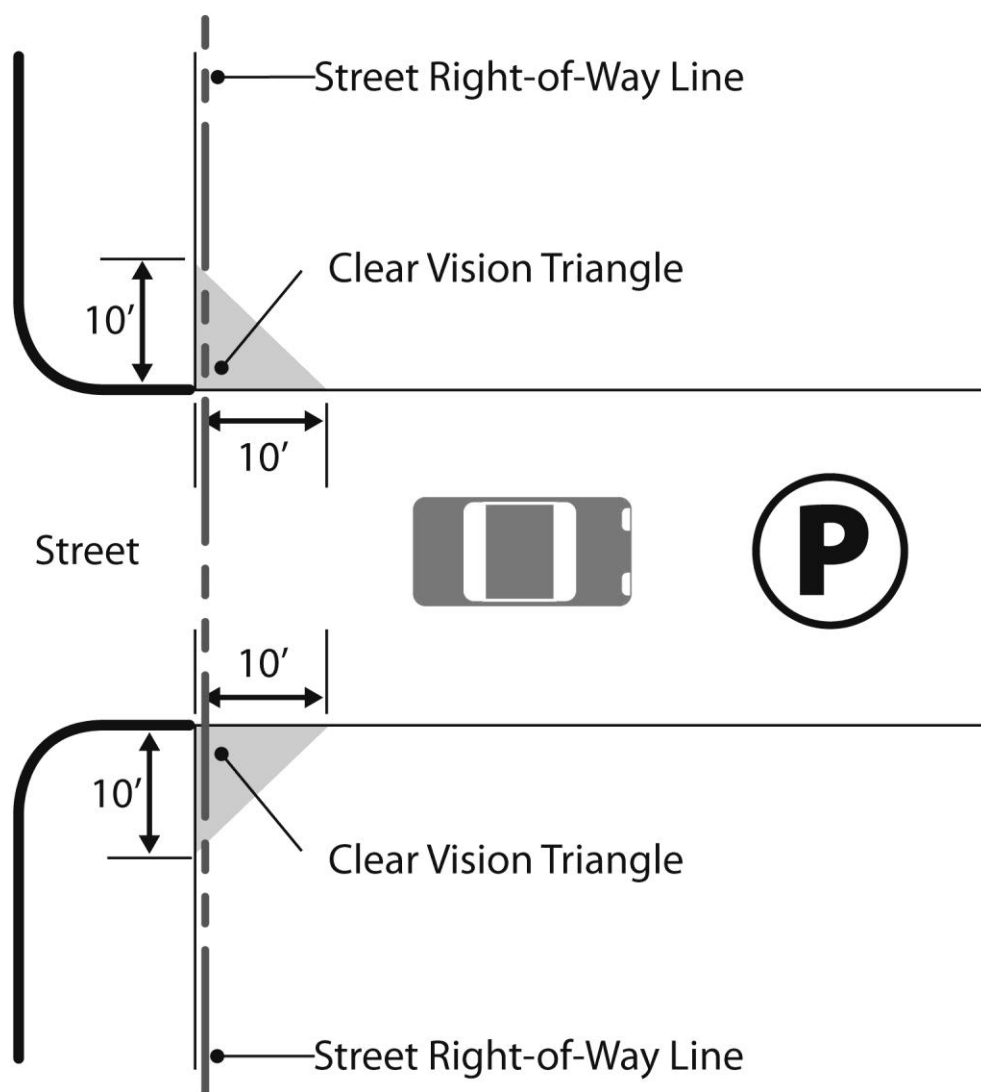 Street Right-of-Way Line
Clear Vision Triangle
10’
10’
Street
P
10’
10’
Clear Vision Triangle
Street Right-of-Way Line